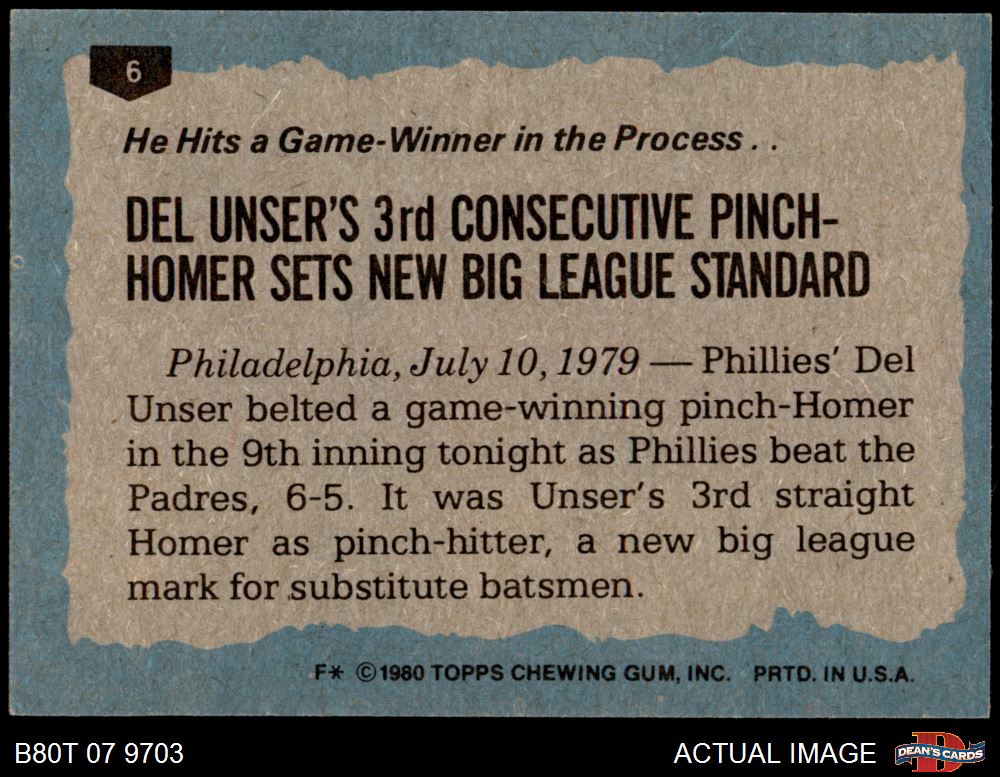 6
He Hits a Game-Winner in the Process . .
DEL UNSER'S 3rd CONSECUTIVE PINCH-
HOMER SETS NEW BIG LEAGUE STANDARD
Philadelphia, July 10, 1979 — Phillies' Del
Unser belted a game-winning pinch-Homer
in the 9th inning tonight as Phillies beat the
Padres, 6-5. It was Unser's 3rd straight
Homer as pinch-hitter, a new big league
mark for substitute batsmen.
F* ©1980 TOPPS CHEWING GUM, INC. PRTD. IN U.S.A.
B80T 07 9703
ACTUAL IMAGE
DEAN'S CARDS